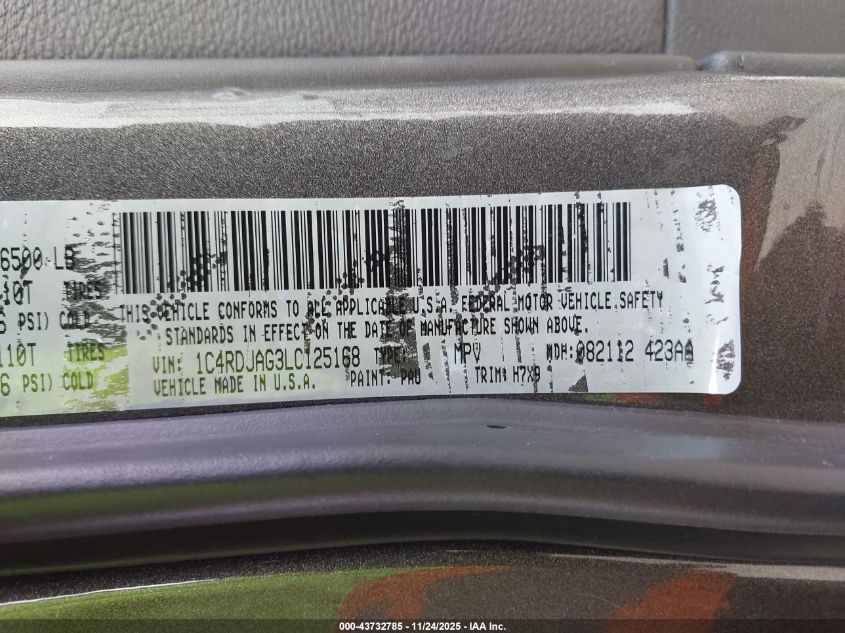 6500 LB
10T TIRES
6 PSI) COLD
110T TIRES
6 PSI) COLD
THIS VEHICLE CONFORMS TO ALL APPLICABLE U.S.A. FEDERAL MOTOR VEHICLE SAFETY
STANDARDS IN EFFECT ON THE DATE OF MANUFACTURE SHOWN ABOVE.
VIN: 1C4RDJAG3LC125168 TYPE: MPV MDH: 082112 423AA
VEHICLE MADE IN U.S.A. PAINT: PAU TRIM: H7X9
000-43732785 - 11/24/2025 - IAA Inc.